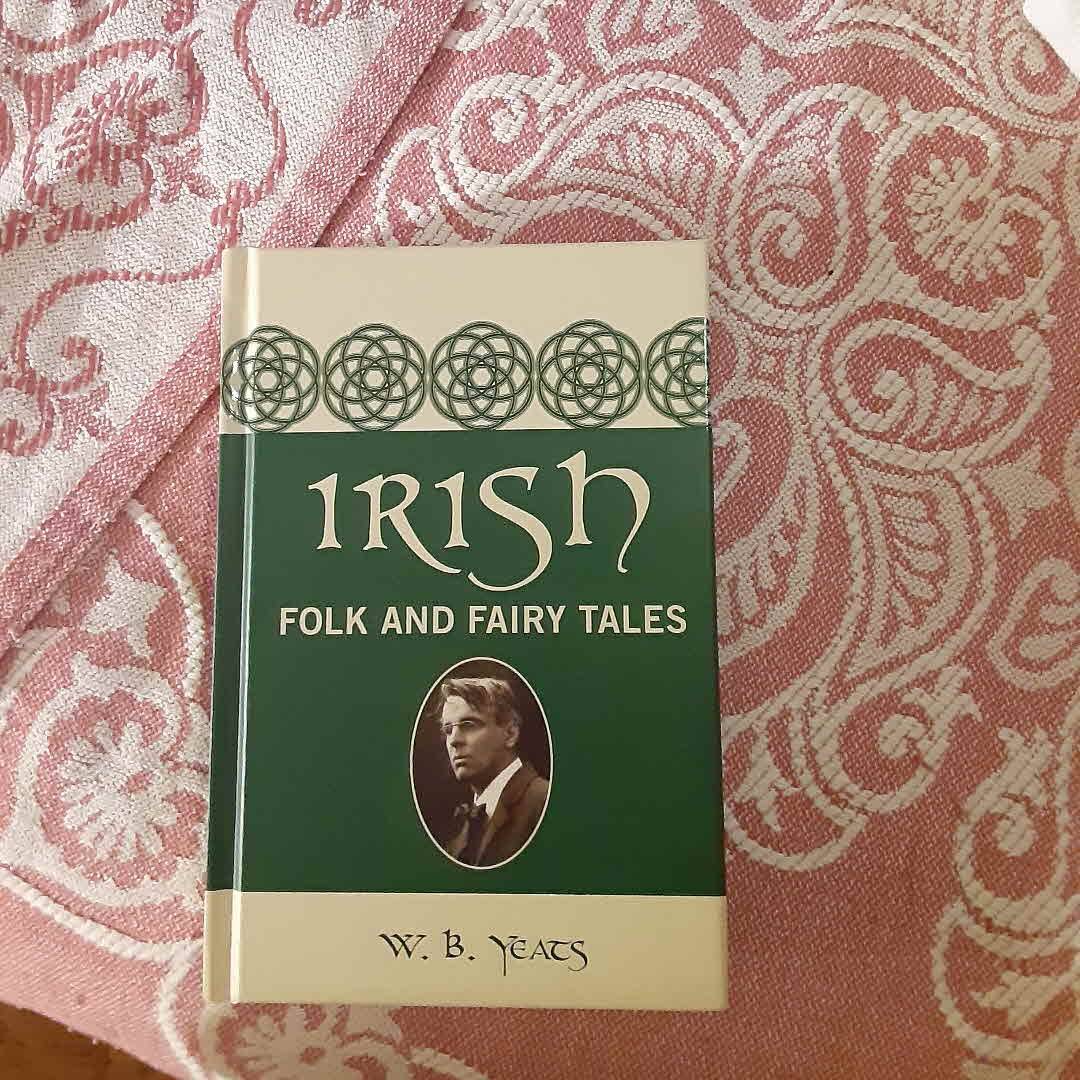 IRISh
FOLK AND FAIRY TALES
W. B. YEATS